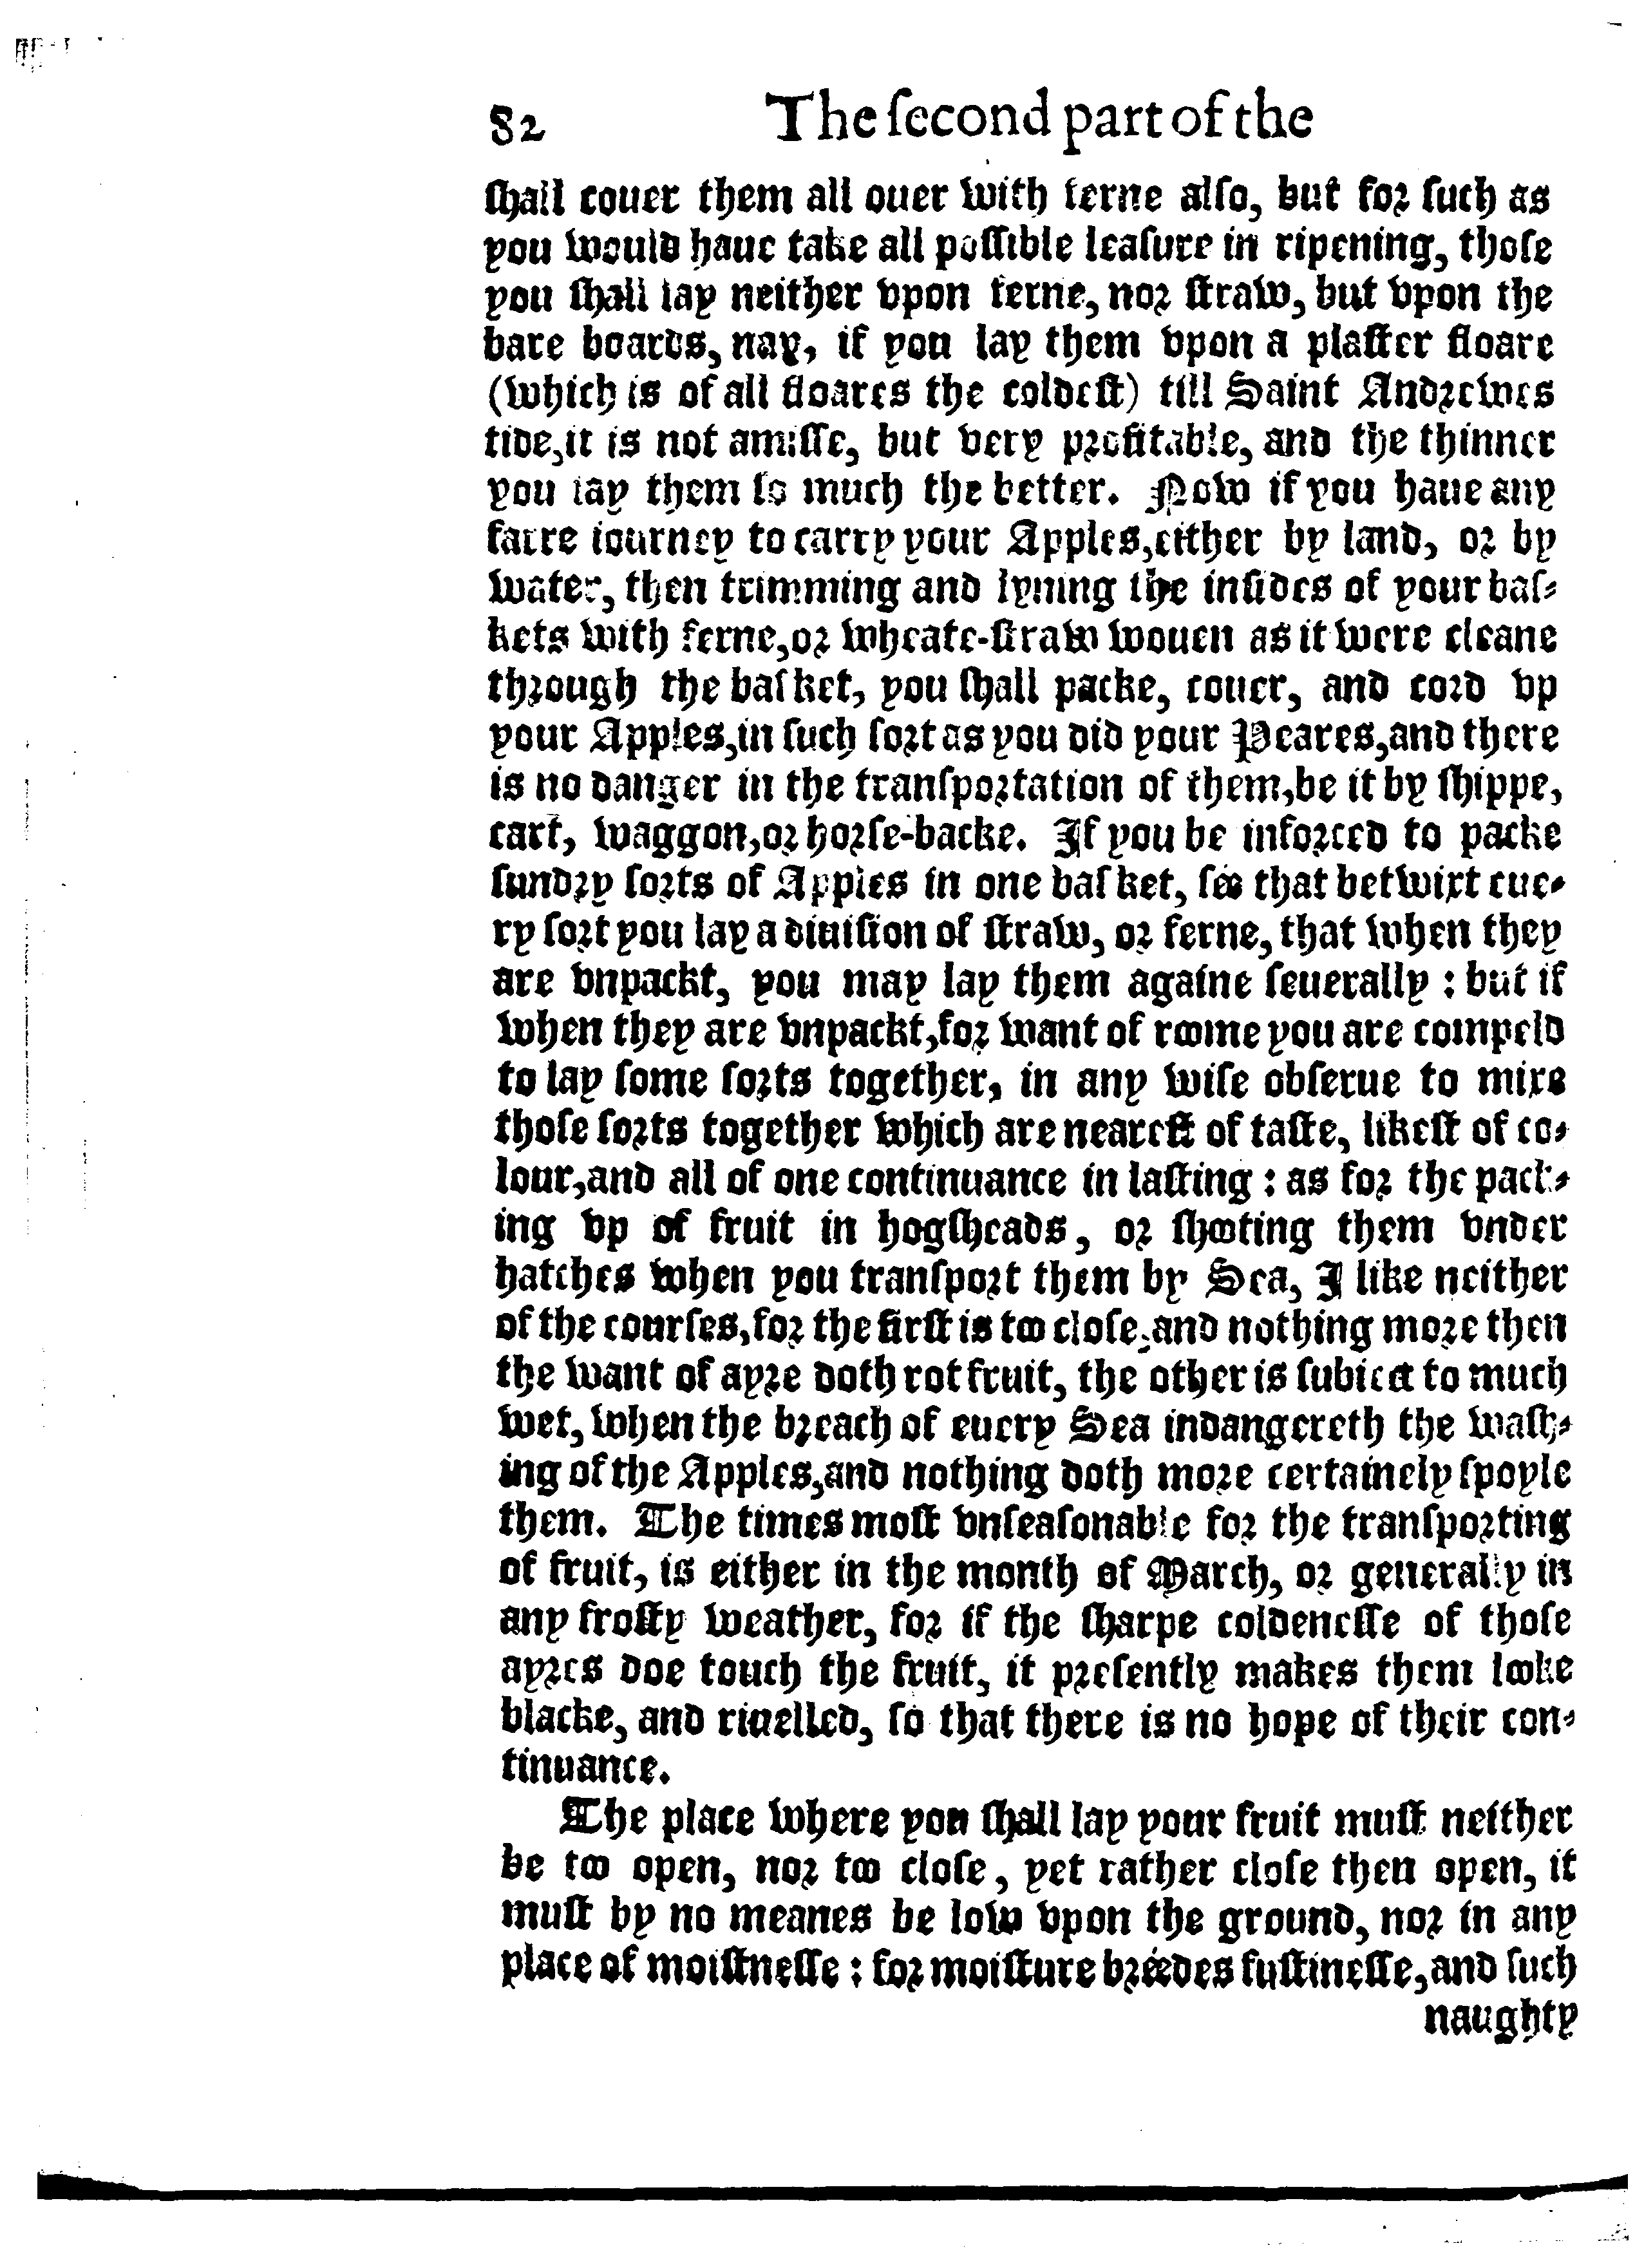 82 The ſecond part of the
ſhall couer them all ouer with ferne alſo, but for ſuch as
you would haue take all poſſible leaſure in ripening, thoſe
you ſhall lay neither vpon ferne, nor ſtraw, but vpon the
bare boards, nay, if you lay them vpon a plaſter floare
(which is of all floares the coldeſt) till Saint Andrewes
tide, it is not amiſſe, but very profitable, and the thinner
you lay them ſo much the better. Now if you haue any
farre iourney to carry your Apples, either by land, or by
water, then trimming and lyning the inſides of your baſ-
kets with ferne, or wheate-ſtraw wouen as it were cleane
through the baſket, you ſhall packe, couer, and cord vp
your Apples, in ſuch ſort as you did your Peares, and there
is no danger in the tranſportation of them, be it by ſhippe,
cart, waggon, or horſe-backe. If you be inforced to packe
ſundry ſorts of Apples in one baſket, ſée that betwixt eue-
ry ſort you lay a diuiſion of ſtraw, or ferne, that when they
are vnpackt, you may lay them againe ſeuerally : but if
when they are vnpackt, for want of roome you are compeld
to lay ſome ſorts together, in any wiſe obſerue to mixe
thoſe ſorts together which are neareſt of taſte, likeſt of co-
lour, and all of one continuance in laſting : as for the pack-
ing vp of fruit in hogſheads, or ſhooting them vnder
hatches when you tranſport them by Sea, I like neither
of the courſes, for the firſt is too cloſe, and nothing more then
the want of ayre doth rot fruit, the other is ſubiect to much
wet, when the breach of euery Sea indangereth the waſh-
ing of the Apples, and nothing doth more certainely ſpoyle
them. The times moſt vnſeaſonable for the tranſporting
of fruit, is either in the month of March, or generally in
any froſty weather, for if the ſharpe coldeneſſe of thoſe
ayres doe touch the fruit, it preſently makes them looke
blacke, and riuelled, ſo that there is no hope of their con-
tinuance.
The place where you ſhall lay your fruit muſt neither
be too open, nor too cloſe, yet rather cloſe then open, it
muſt by no meanes be low vpon the ground, nor in any
place of moiſtneſſe : for moiſture bréedes fuſtineſſe, and ſuch
naughty